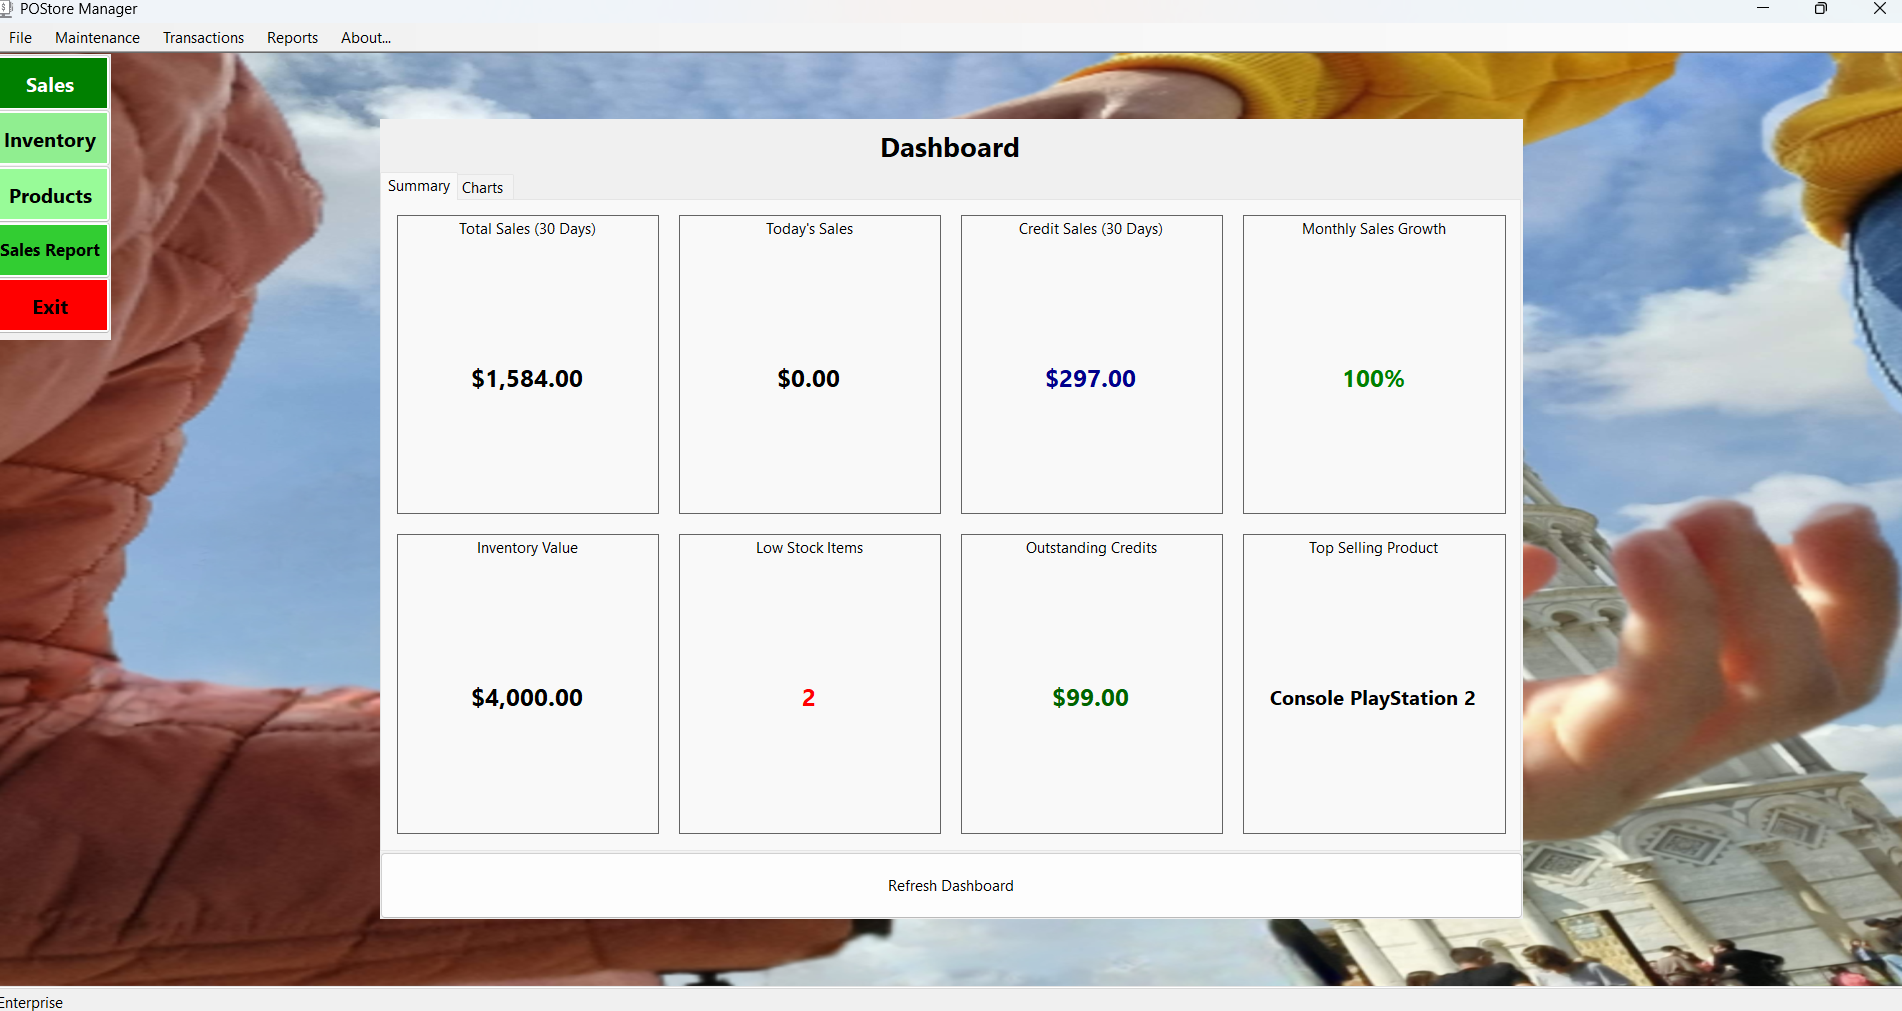 POStore Manager
File Maintenance Transactions Reports About...
Sales
Inventory
Products
Sales Report
Exit
Dashboard
Summary Charts
Total Sales (30 Days) Today's Sales Credit Sales (30 Days) Monthly Sales Growth
$1,584.00 $0.00 $297.00 100%
Inventory Value Low Stock Items Outstanding Credits Top Selling Product
$4,000.00 2 $99.00 Console PlayStation 2
Refresh Dashboard
Enterprise